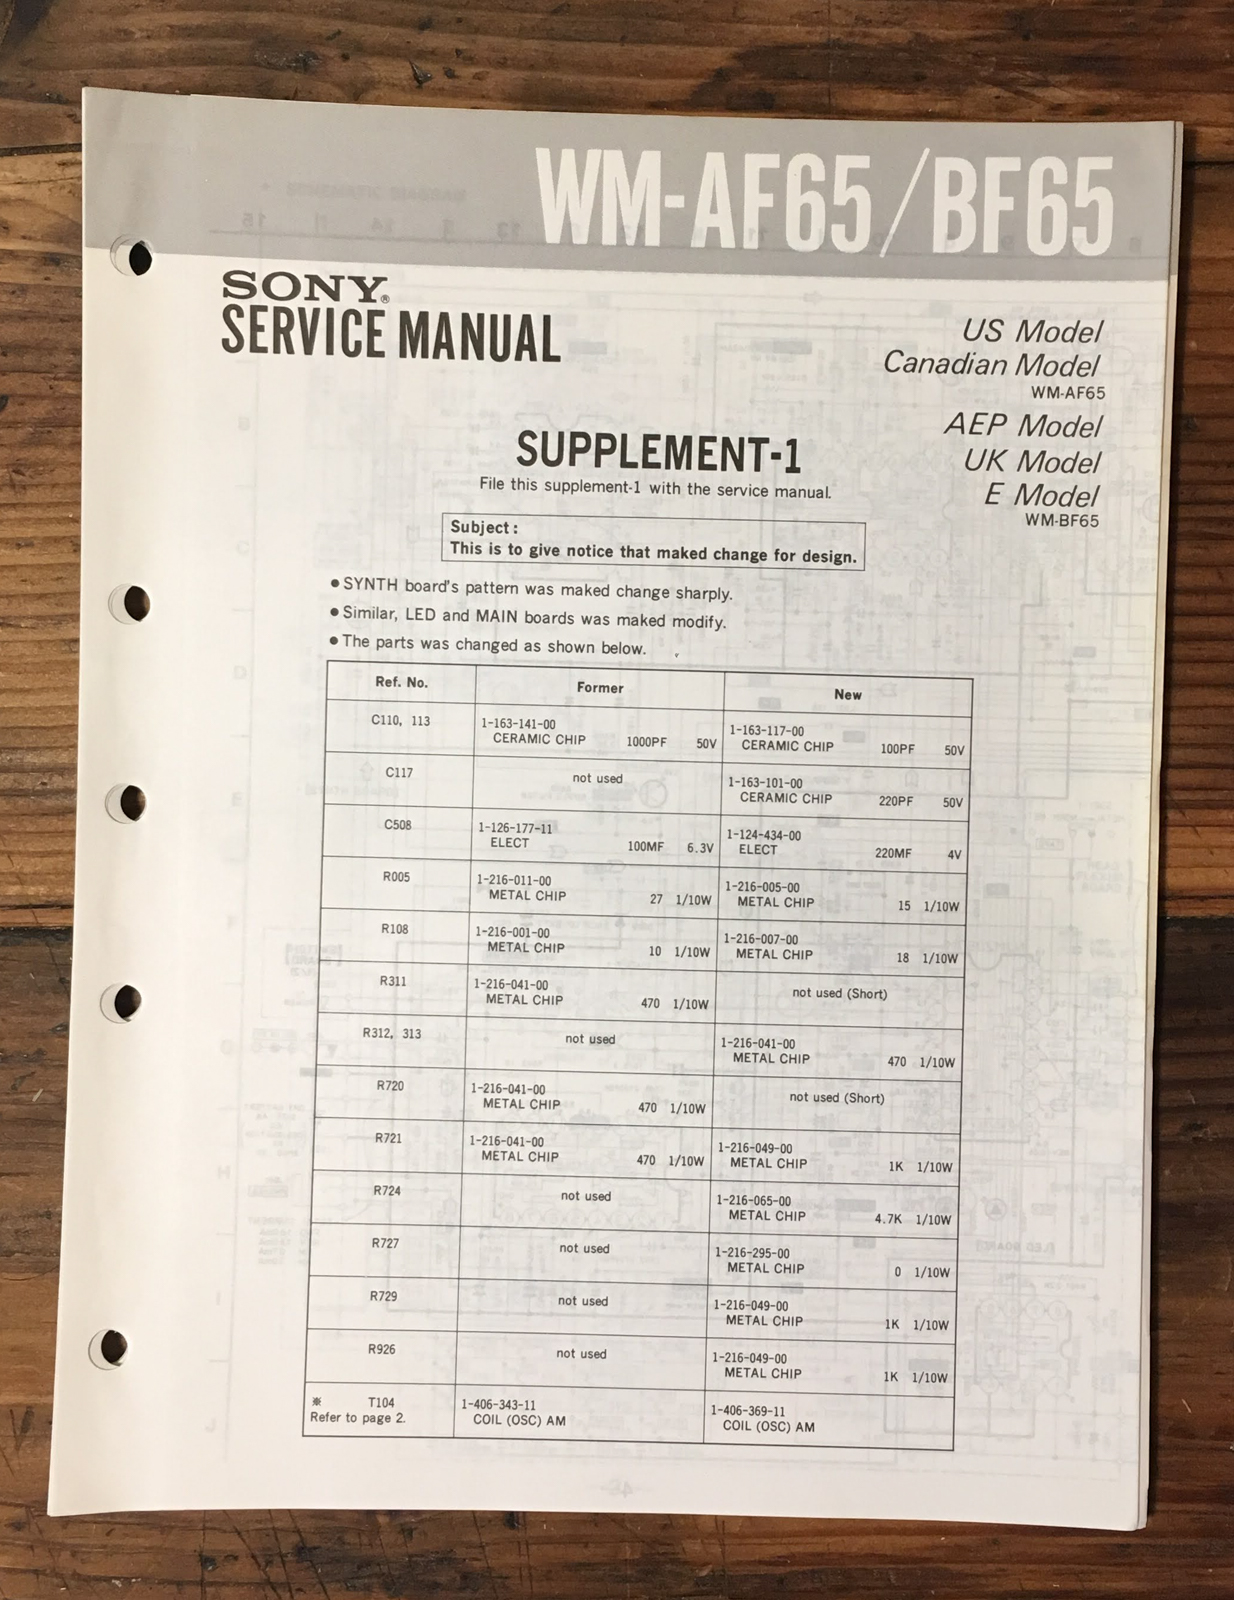 WM-AF65/BF65
SONY®
SERVICE MANUAL
US Model
Canadian Model
WM-AF65
AEP Model
UK Model
E Model
WM-BF65
SUPPLEMENT-1
File this supplement-1 with the service manual.
Subject:
This is to give notice that maked change for design.
●SYNTH board's pattern was maked change sharply.
●Similar, LED and MAIN boards was maked modify.
●The parts was changed as shown below.
Ref. No. Former New
C110, 113 1-163-141-00 1-163-117-00
CERAMIC CHIP 1000PF 50V CERAMIC CHIP 100PF 50V
C117 not used 1-163-101-00
CERAMIC CHIP 220PF 50V
C508 1-126-177-11 1-124-434-00
ELECT 100MF 6.3V ELECT 220MF 4V
R005 1-216-011-00 1-216-005-00
METAL CHIP 27 1/10W METAL CHIP 15 1/10W
R108 1-216-001-00 1-216-007-00
METAL CHIP 10 1/10W METAL CHIP 18 1/10W
R311 1-216-041-00 not used (Short)
METAL CHIP 470 1/10W
R312, 313 not used 1-216-041-00
METAL CHIP 470 1/10W
R720 1-216-041-00 not used (Short)
METAL CHIP 470 1/10W
R721 1-216-041-00 1-216-049-00
METAL CHIP 470 1/10W METAL CHIP 1K 1/10W
R724 not used 1-216-065-00
METAL CHIP 4.7K 1/10W
R727 not used 1-216-295-00
METAL CHIP 0 1/10W
R729 not used 1-216-049-00
METAL CHIP 1K 1/10W
R926 not used 1-216-049-00
METAL CHIP 1K 1/10W
※ T104 1-406-343-11 1-406-369-11
Refer to page 2. COIL (OSC) AM COIL (OSC) AM